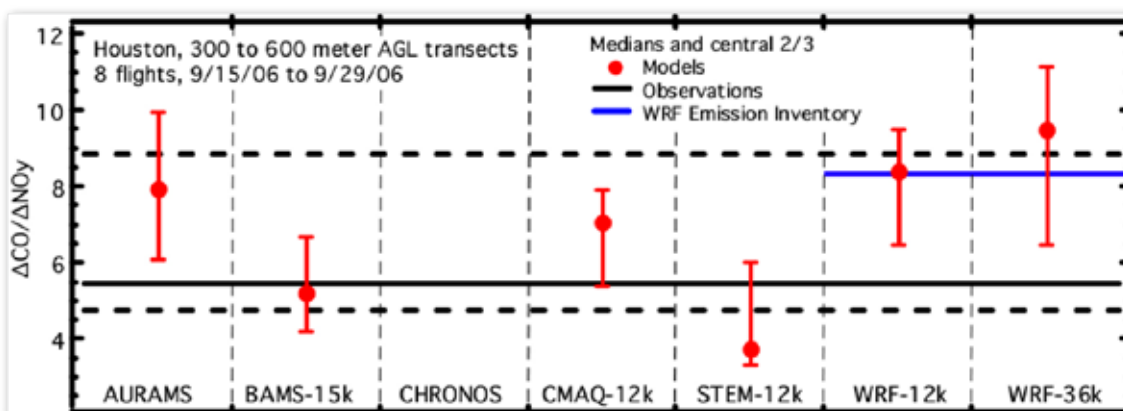 12
Houston, 300 to 600 meter AGL transects
8 flights, 9/15/06 to 9/29/06
Medians and central 2/3
Models
Observations
WRF Emission Inventory
10
8
6
4
ΔCO/ΔNOy
AURAMS BAMS-15k CHRONOS CMAQ-12k STEM-12k WRF-12k WRF-36k